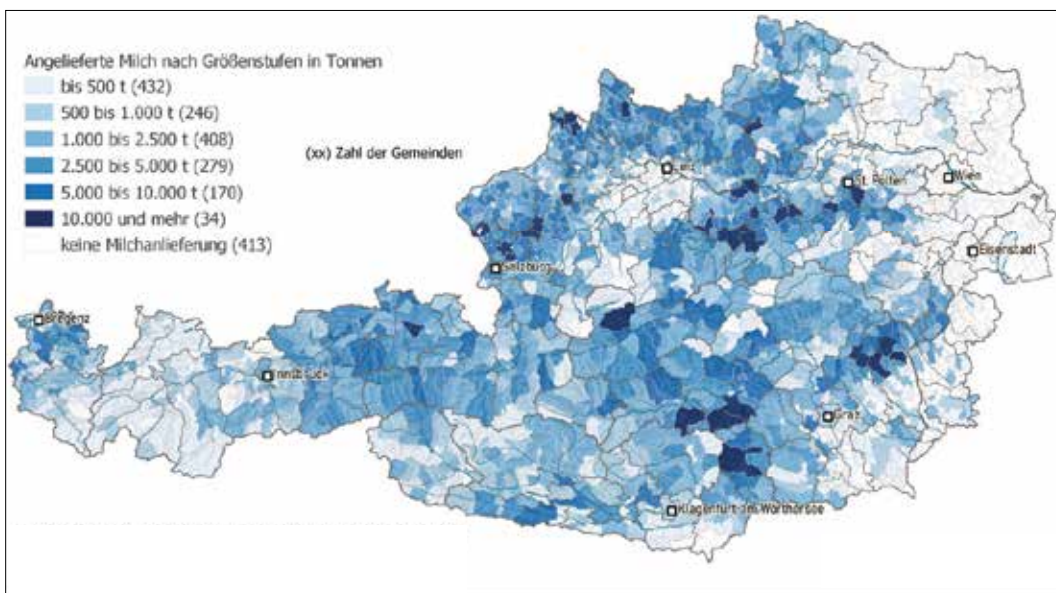 Angelieferte Milch nach Größenstufen in Tonnen
bis 500 t (432)
500 bis 1.000 t (246)
1.000 bis 2.500 t (408)
2.500 bis 5.000 t (279)
5.000 bis 10.000 t (170)
10.000 und mehr (34)
keine Milchanlieferung (413)
(xx) Zahl der Gemeinden
Linz
St. Pölten
Wien
Eisenstadt
Salzburg
Bregenz
Innsbruck
Graz
Klagenfurt am Wörthersee